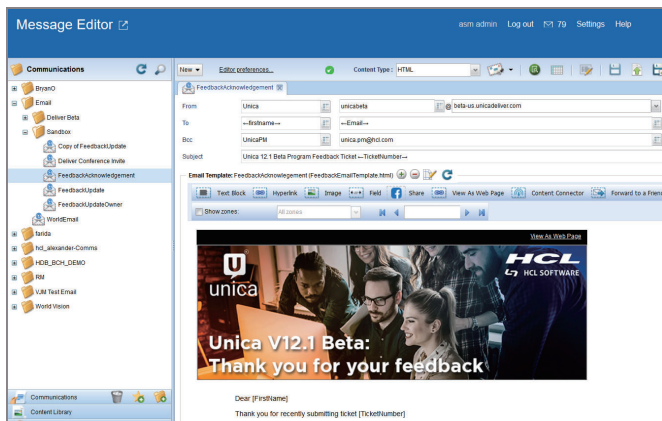 Message Editor
asm admin Log out 79 Settings Help
Communications
New Editor preferences... Content Type: HTML
BryanO
FeedbackAcknowledgement
Email
From Unica unicabeta @ beta-us.unicadeliver.com
Deliver Beta
To ←firstname→ ←Email→
Sandbox
Bcc UnicaPM unica.pm@hcl.com
Copy of FeedbackUpdate
Subject Unica 12.1 Beta Program Feedback Ticket ←TicketNumber→
Deliver Conference Invite
FeedbackAcknowledgement
Email Template: FeedbackAcknowlegement (FeedbackEmailTemplate.html)
FeedbackUpdate
Text Block Hyperlink Image Field Share View As Web Page Content Connector Forward to a Frien
FeedbackUpdateOwner
Show zones: All zones
WorldEmail
farida
hcl_alexander-Comms
HDB_BCH_DEMO
RM
VJM Test Email
World Vision
View As Web Page
unica
HCL
HCL SOFTWARE
Unica V12.1 Beta:
Thank you for your feedback
Dear [FirstName]
Thank you for recently submitting ticket [TicketNumber]
Communications
Content Library